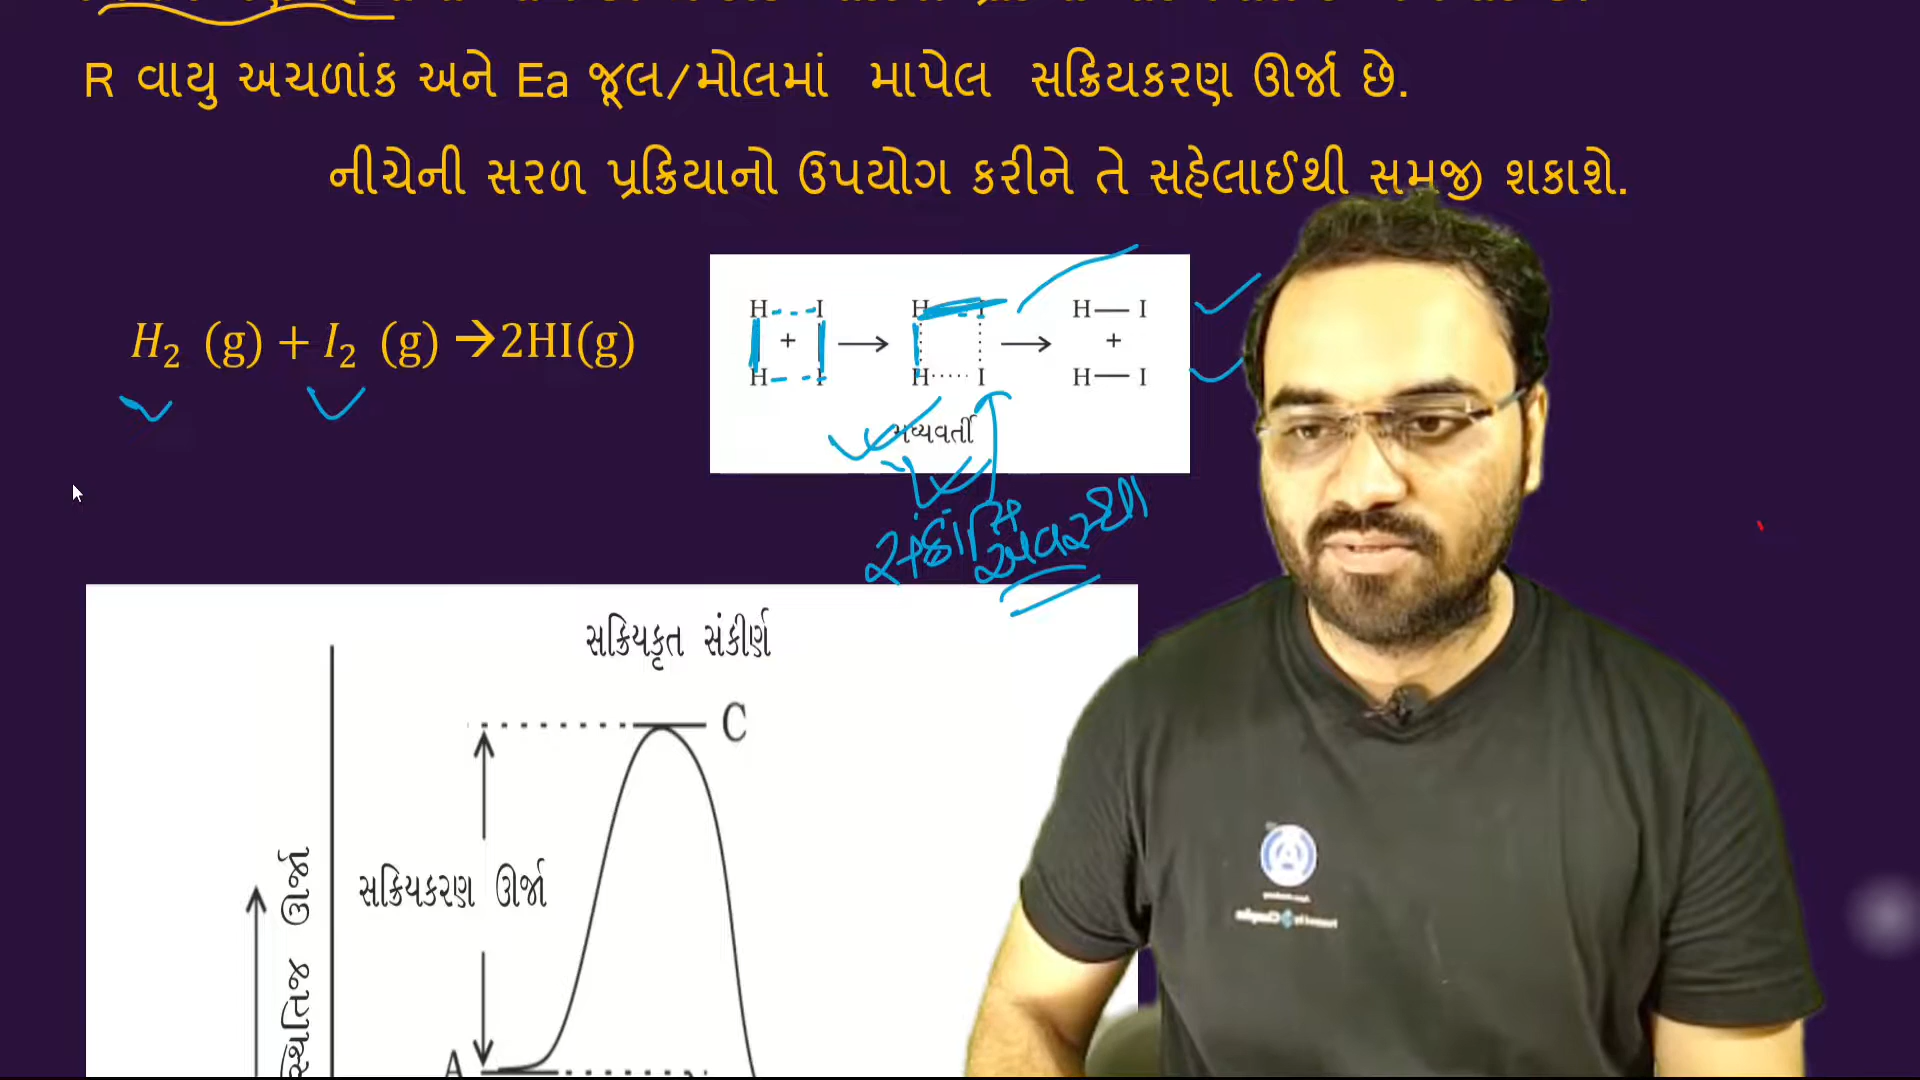 R વાયુ અચળાંક અને Ea જૂલ/મોલમાં માપેલ સક્રિયકરણ ઊર્જા છે.
નીચેની સરળ પ્રક્રિયાનો ઉપયોગ કરીને તે સહેલાઈથી સમજી શકાશે.
H₂ (g) + I₂ (g) →2HI(g)
H I H I H — I
+ → → +
H I H ····· I H — I
મધ્યવર્તી
સંક્રાંતિ અવસ્થા
સક્રિયકૃત સંકીર્ણ
C
સક્રિયકરણ ઊર્જા
સ્થિતિજ ઊર્જા
A